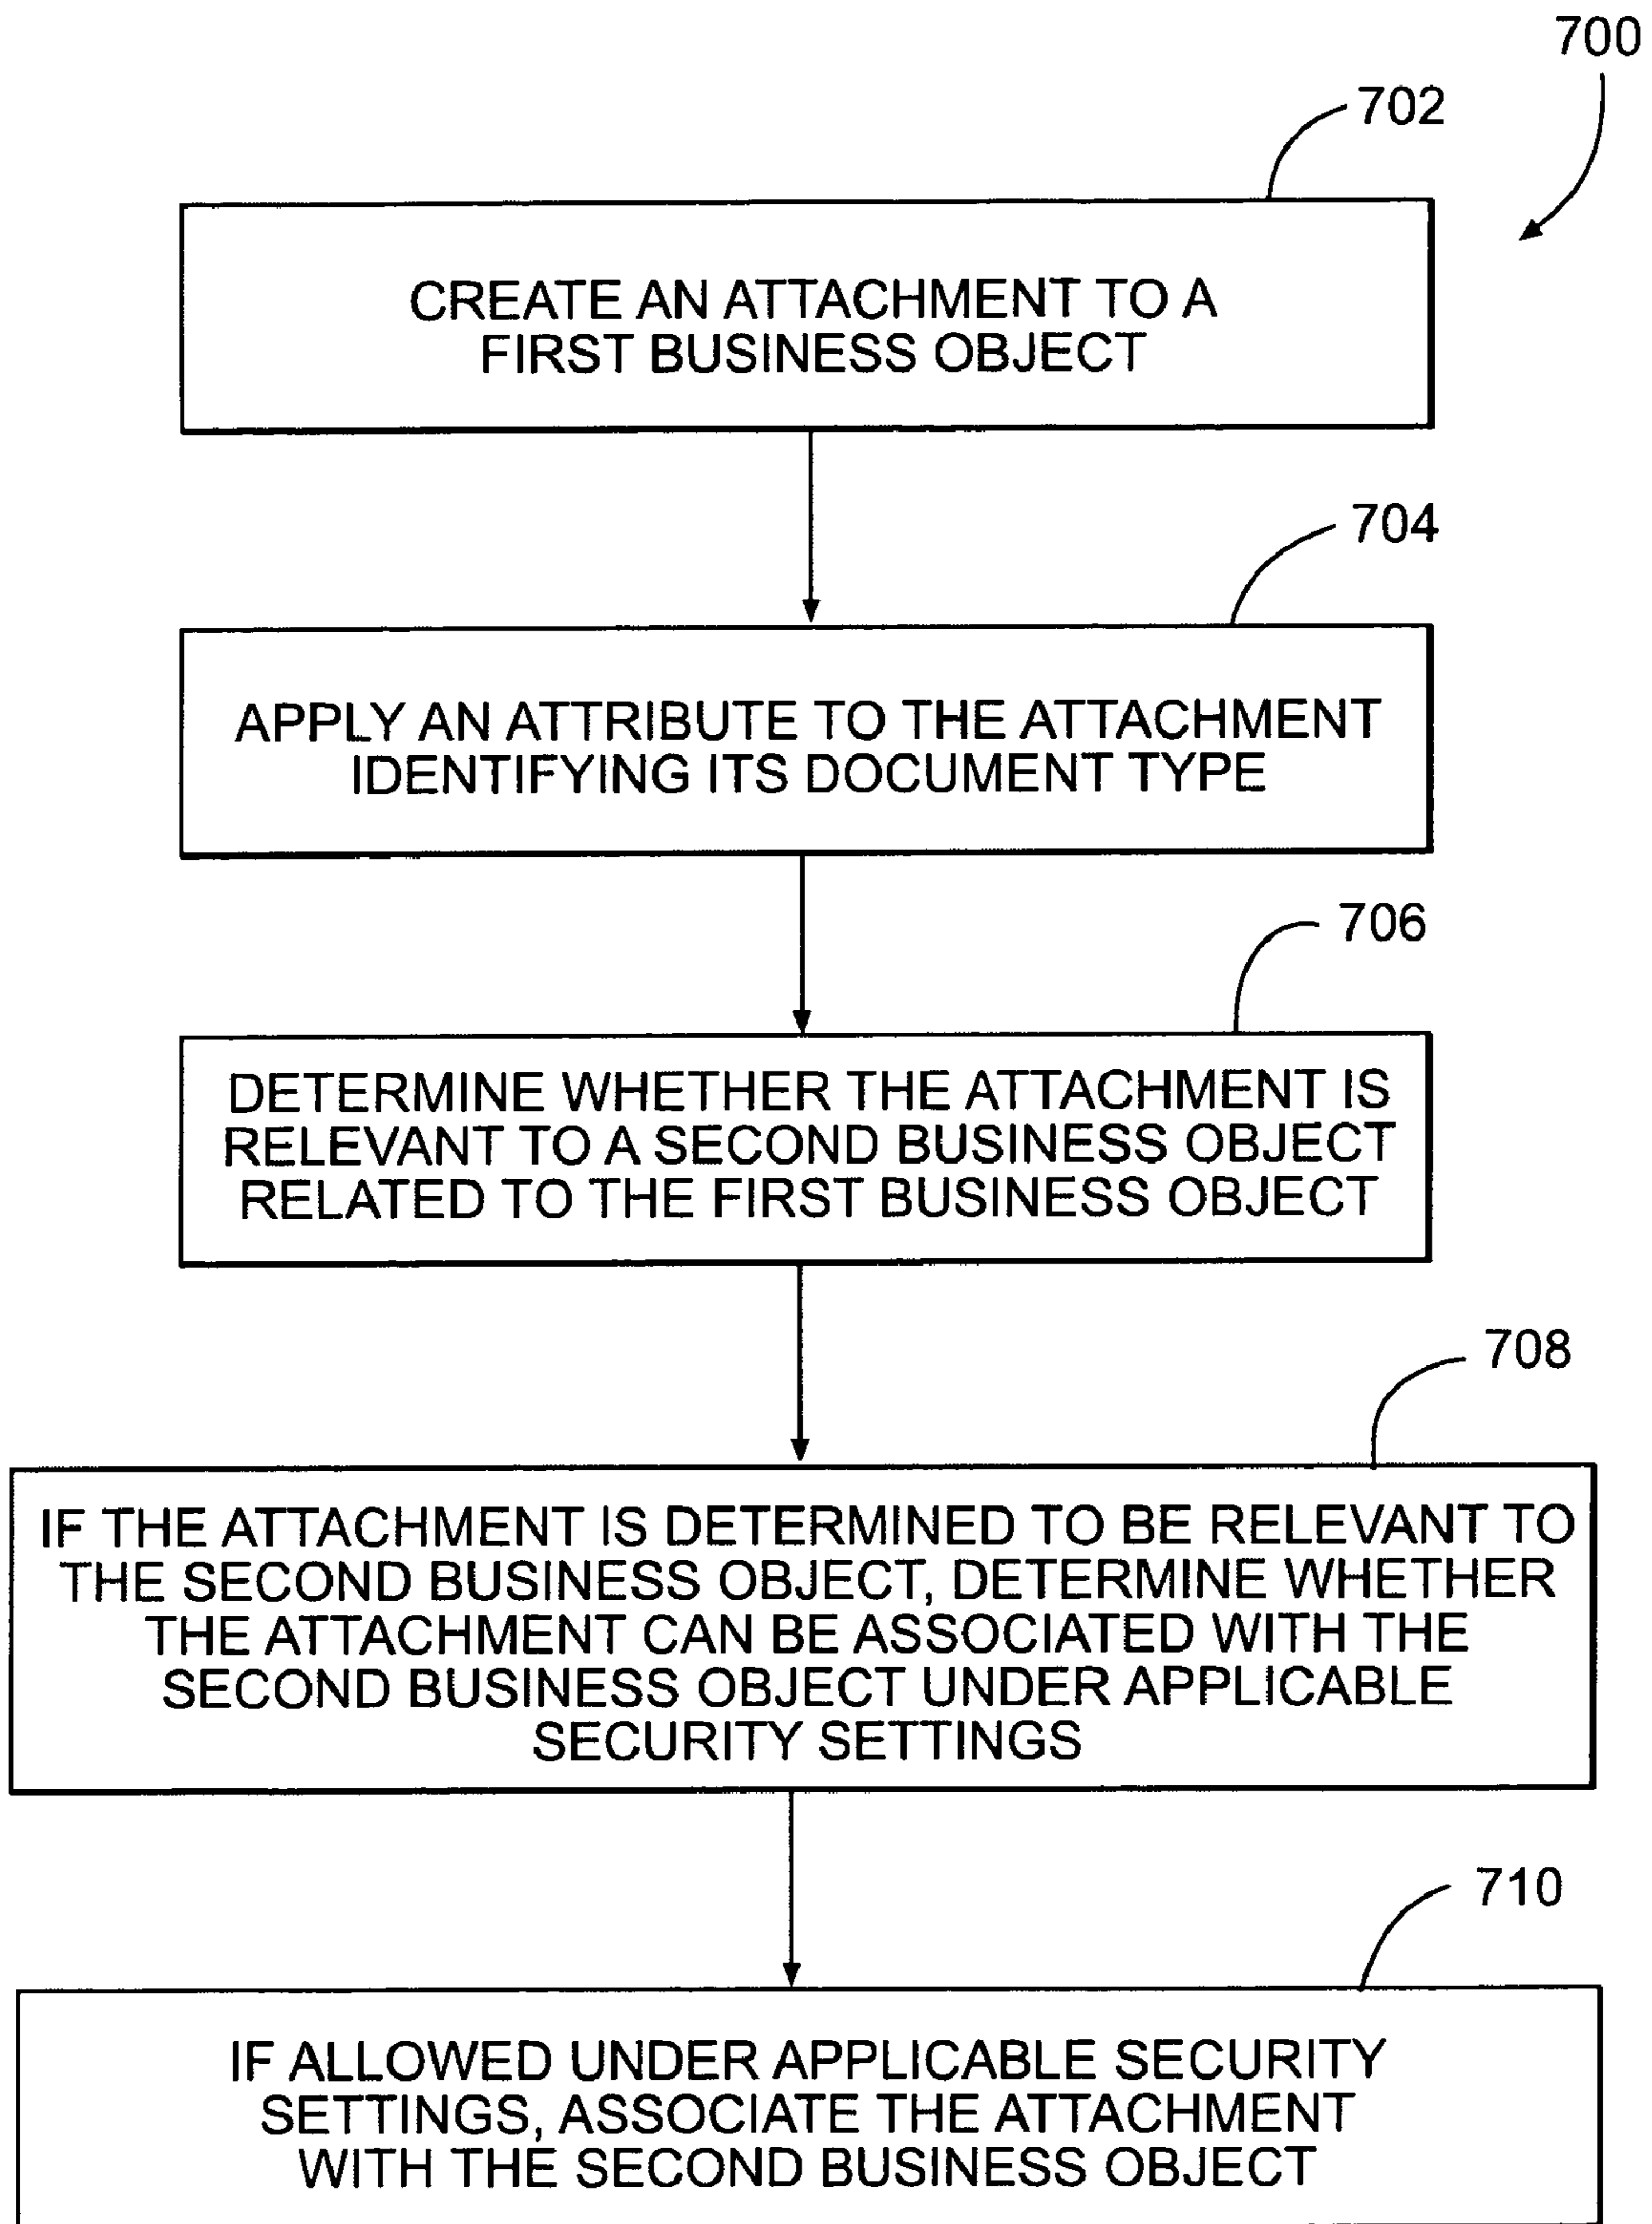 700
702
CREATE AN ATTACHMENT TO A
FIRST BUSINESS OBJECT
704
APPLY AN ATTRIBUTE TO THE ATTACHMENT
IDENTIFYING ITS DOCUMENT TYPE
706
DETERMINE WHETHER THE ATTACHMENT IS
RELEVANT TO A SECOND BUSINESS OBJECT
RELATED TO THE FIRST BUSINESS OBJECT
708
IF THE ATTACHMENT IS DETERMINED TO BE RELEVANT TO
THE SECOND BUSINESS OBJECT, DETERMINE WHETHER
THE ATTACHMENT CAN BE ASSOCIATED WITH THE
SECOND BUSINESS OBJECT UNDER APPLICABLE
SECURITY SETTINGS
710
IF ALLOWED UNDER APPLICABLE SECURITY
SETTINGS, ASSOCIATE THE ATTACHMENT
WITH THE SECOND BUSINESS OBJECT